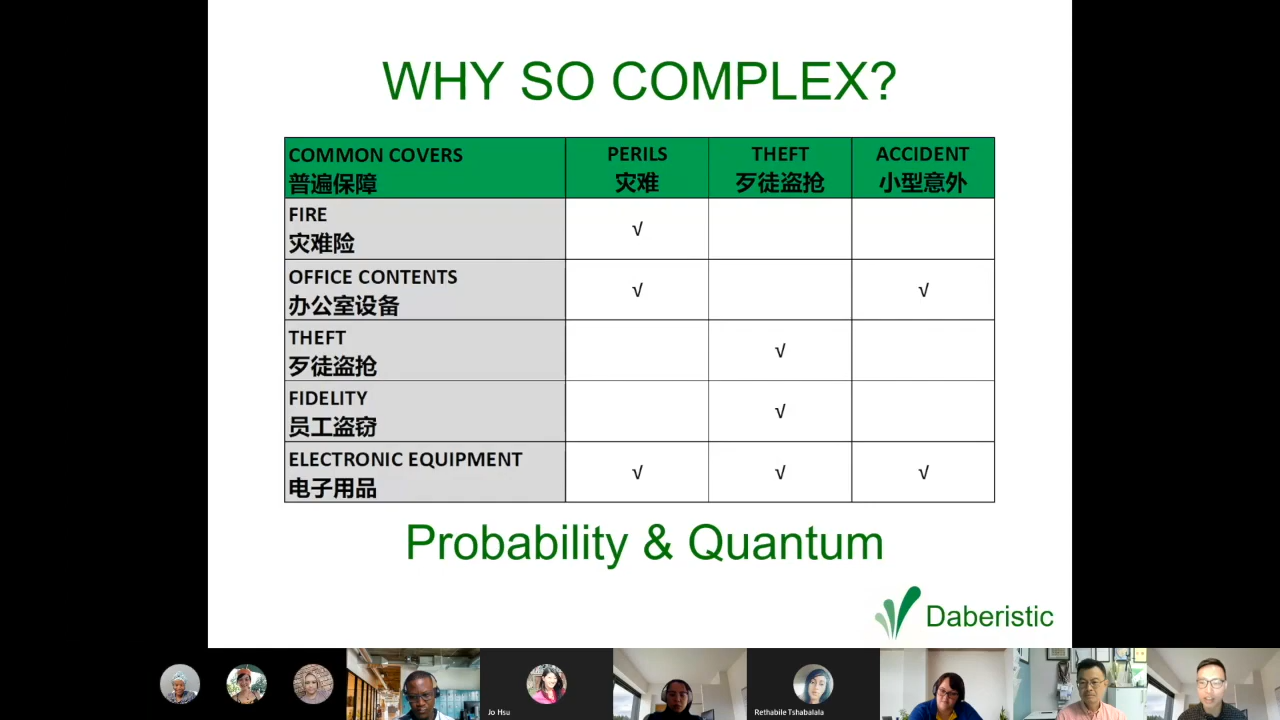 WHY SO COMPLEX?
COMMON COVERS
普遍保障
PERILS
灾难
THEFT
歹徒盗抢
ACCIDENT
小型意外
FIRE
灾难险
√
OFFICE CONTENTS
办公室设备
√
√
THEFT
歹徒盗抢
√
FIDELITY
员工盗窃
√
ELECTRONIC EQUIPMENT
电子用品
√
√
√
Probability & Quantum
Daberistic
Jo Hsu
Rethabile Tshabalala